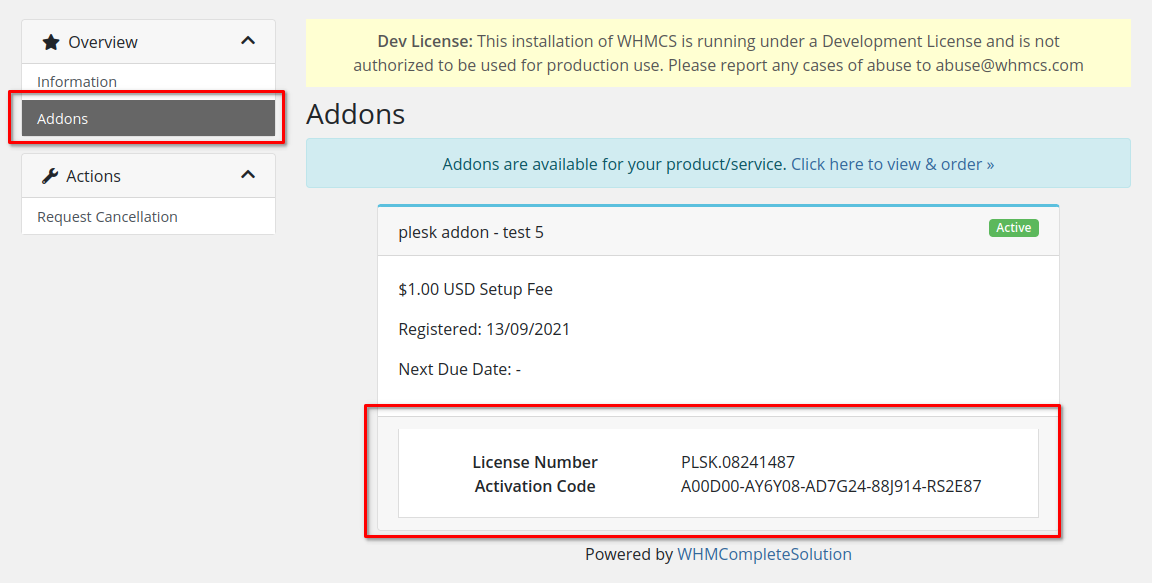 Overview
Information
Addons
Actions
Request Cancellation
Dev License: This installation of WHMCS is running under a Development License and is not
authorized to be used for production use. Please report any cases of abuse to abuse@whmcs.com
Addons
Addons are available for your product/service. Click here to view & order »
plesk addon - test 5
Active
$1.00 USD Setup Fee
Registered: 13/09/2021
Next Due Date: -
License Number PLSK.08241487
Activation Code A00D00-AY6Y08-AD7G24-88J914-RS2E87
Powered by WHMCompleteSolution